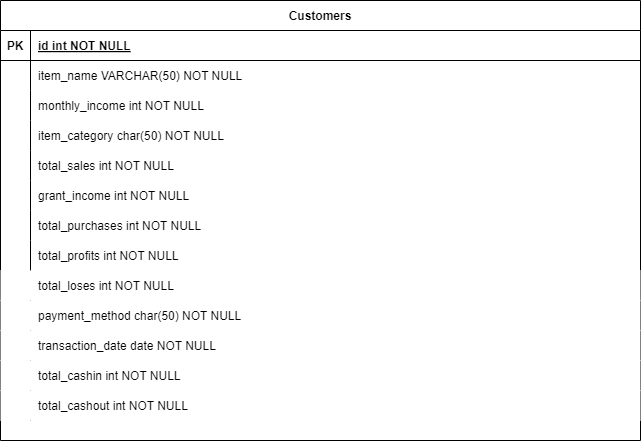 Customers
PK id int NOT NULL
item_name VARCHAR(50) NOT NULL
monthly_income int NOT NULL
item_category char(50) NOT NULL
total_sales int NOT NULL
grant_income int NOT NULL
total_purchases int NOT NULL
total_profits int NOT NULL
total_loses int NOT NULL
payment_method char(50) NOT NULL
transaction_date date NOT NULL
total_cashin int NOT NULL
total_cashout int NOT NULL